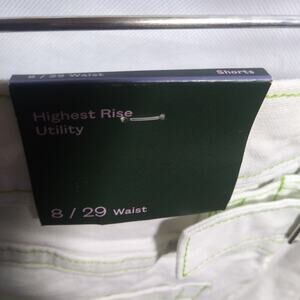 8 / 29 Waist Shorts
Highest Rise
Utility
8 / 29 Waist